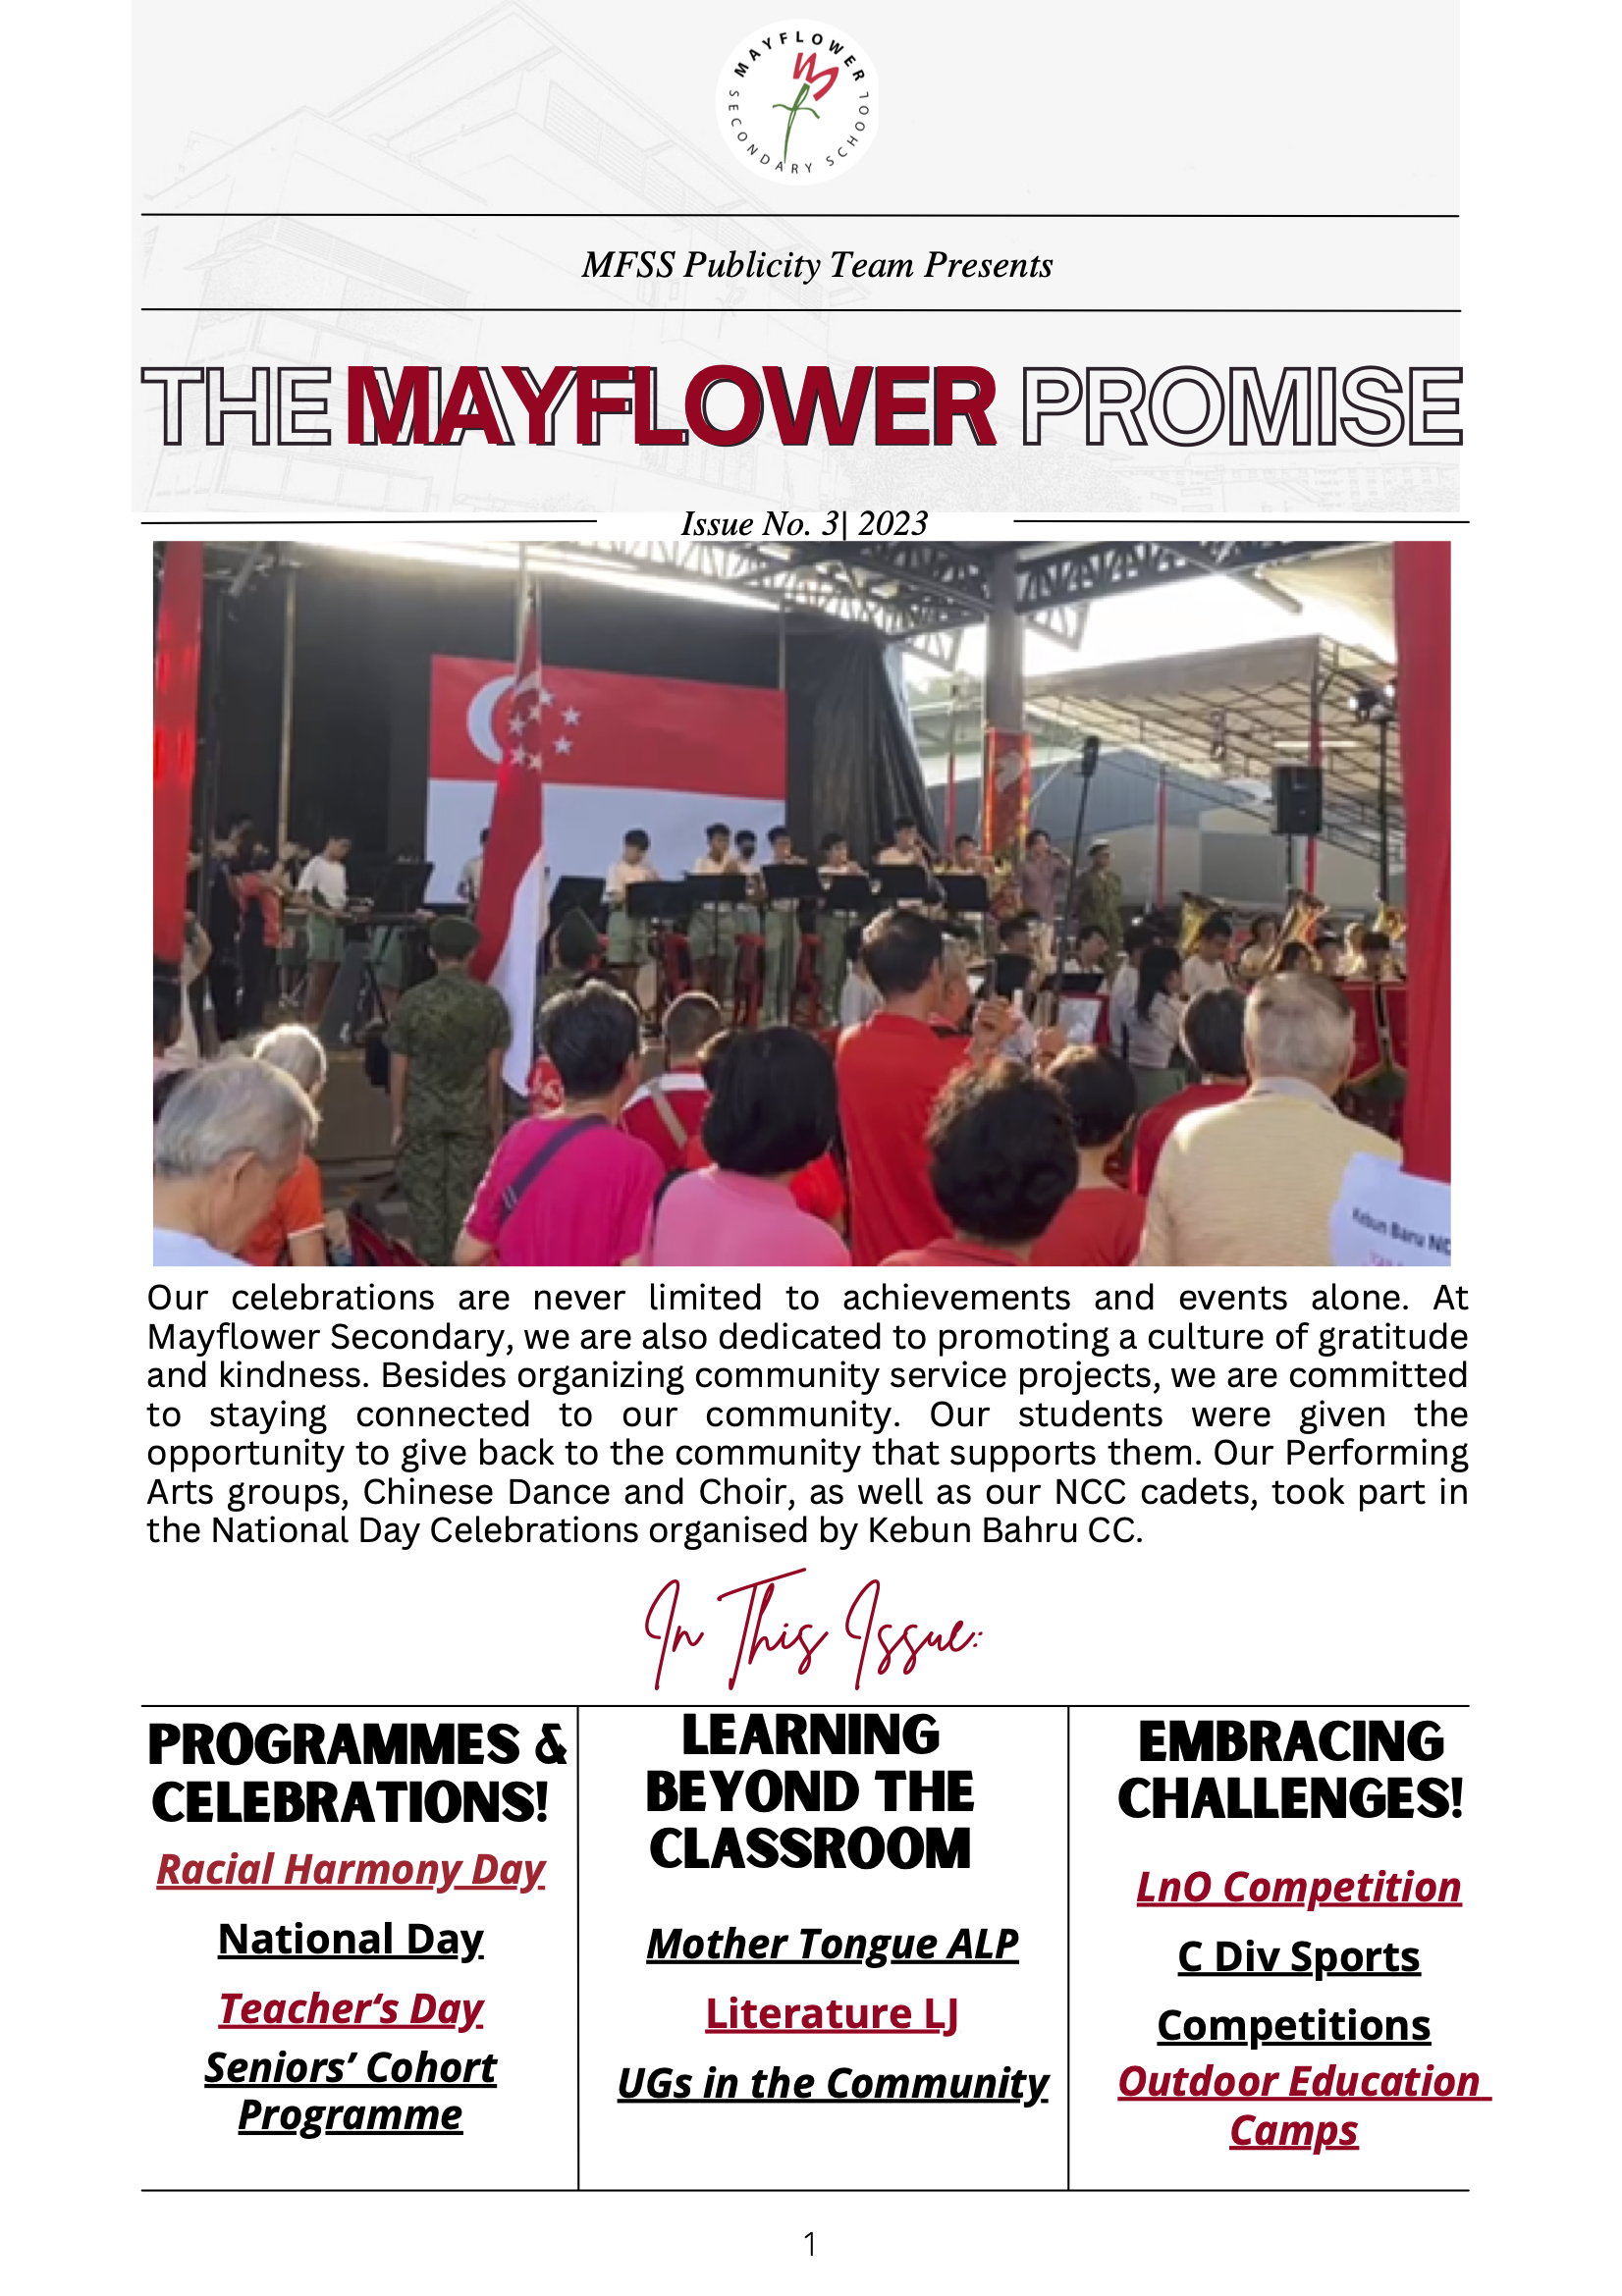 MAYFLOWER
SECONDARY SCHOOL
MFSS Publicity Team Presents
THE MAYFLOWER PROMISE
Issue No. 3| 2023
Kebun Baru NC
Our celebrations are never limited to achievements and events alone. At
Mayflower Secondary, we are also dedicated to promoting a culture of gratitude
and kindness. Besides organizing community service projects, we are committed
to staying connected to our community. Our students were given the
opportunity to give back to the community that supports them. Our Performing
Arts groups, Chinese Dance and Choir, as well as our NCC cadets, took part in
the National Day Celebrations organised by Kebun Bahru CC.
In This Issue:
PROGRAMMES &
CELEBRATIONS!
Racial Harmony Day
National Day
Teacher‘s Day
Seniors’ Cohort
Programme
LEARNING
BEYOND THE
CLASSROOM
Mother Tongue ALP
Literature LJ
UGs in the Community
EMBRACING
CHALLENGES!
LnO Competition
C Div Sports
Competitions
Outdoor Education
Camps
1